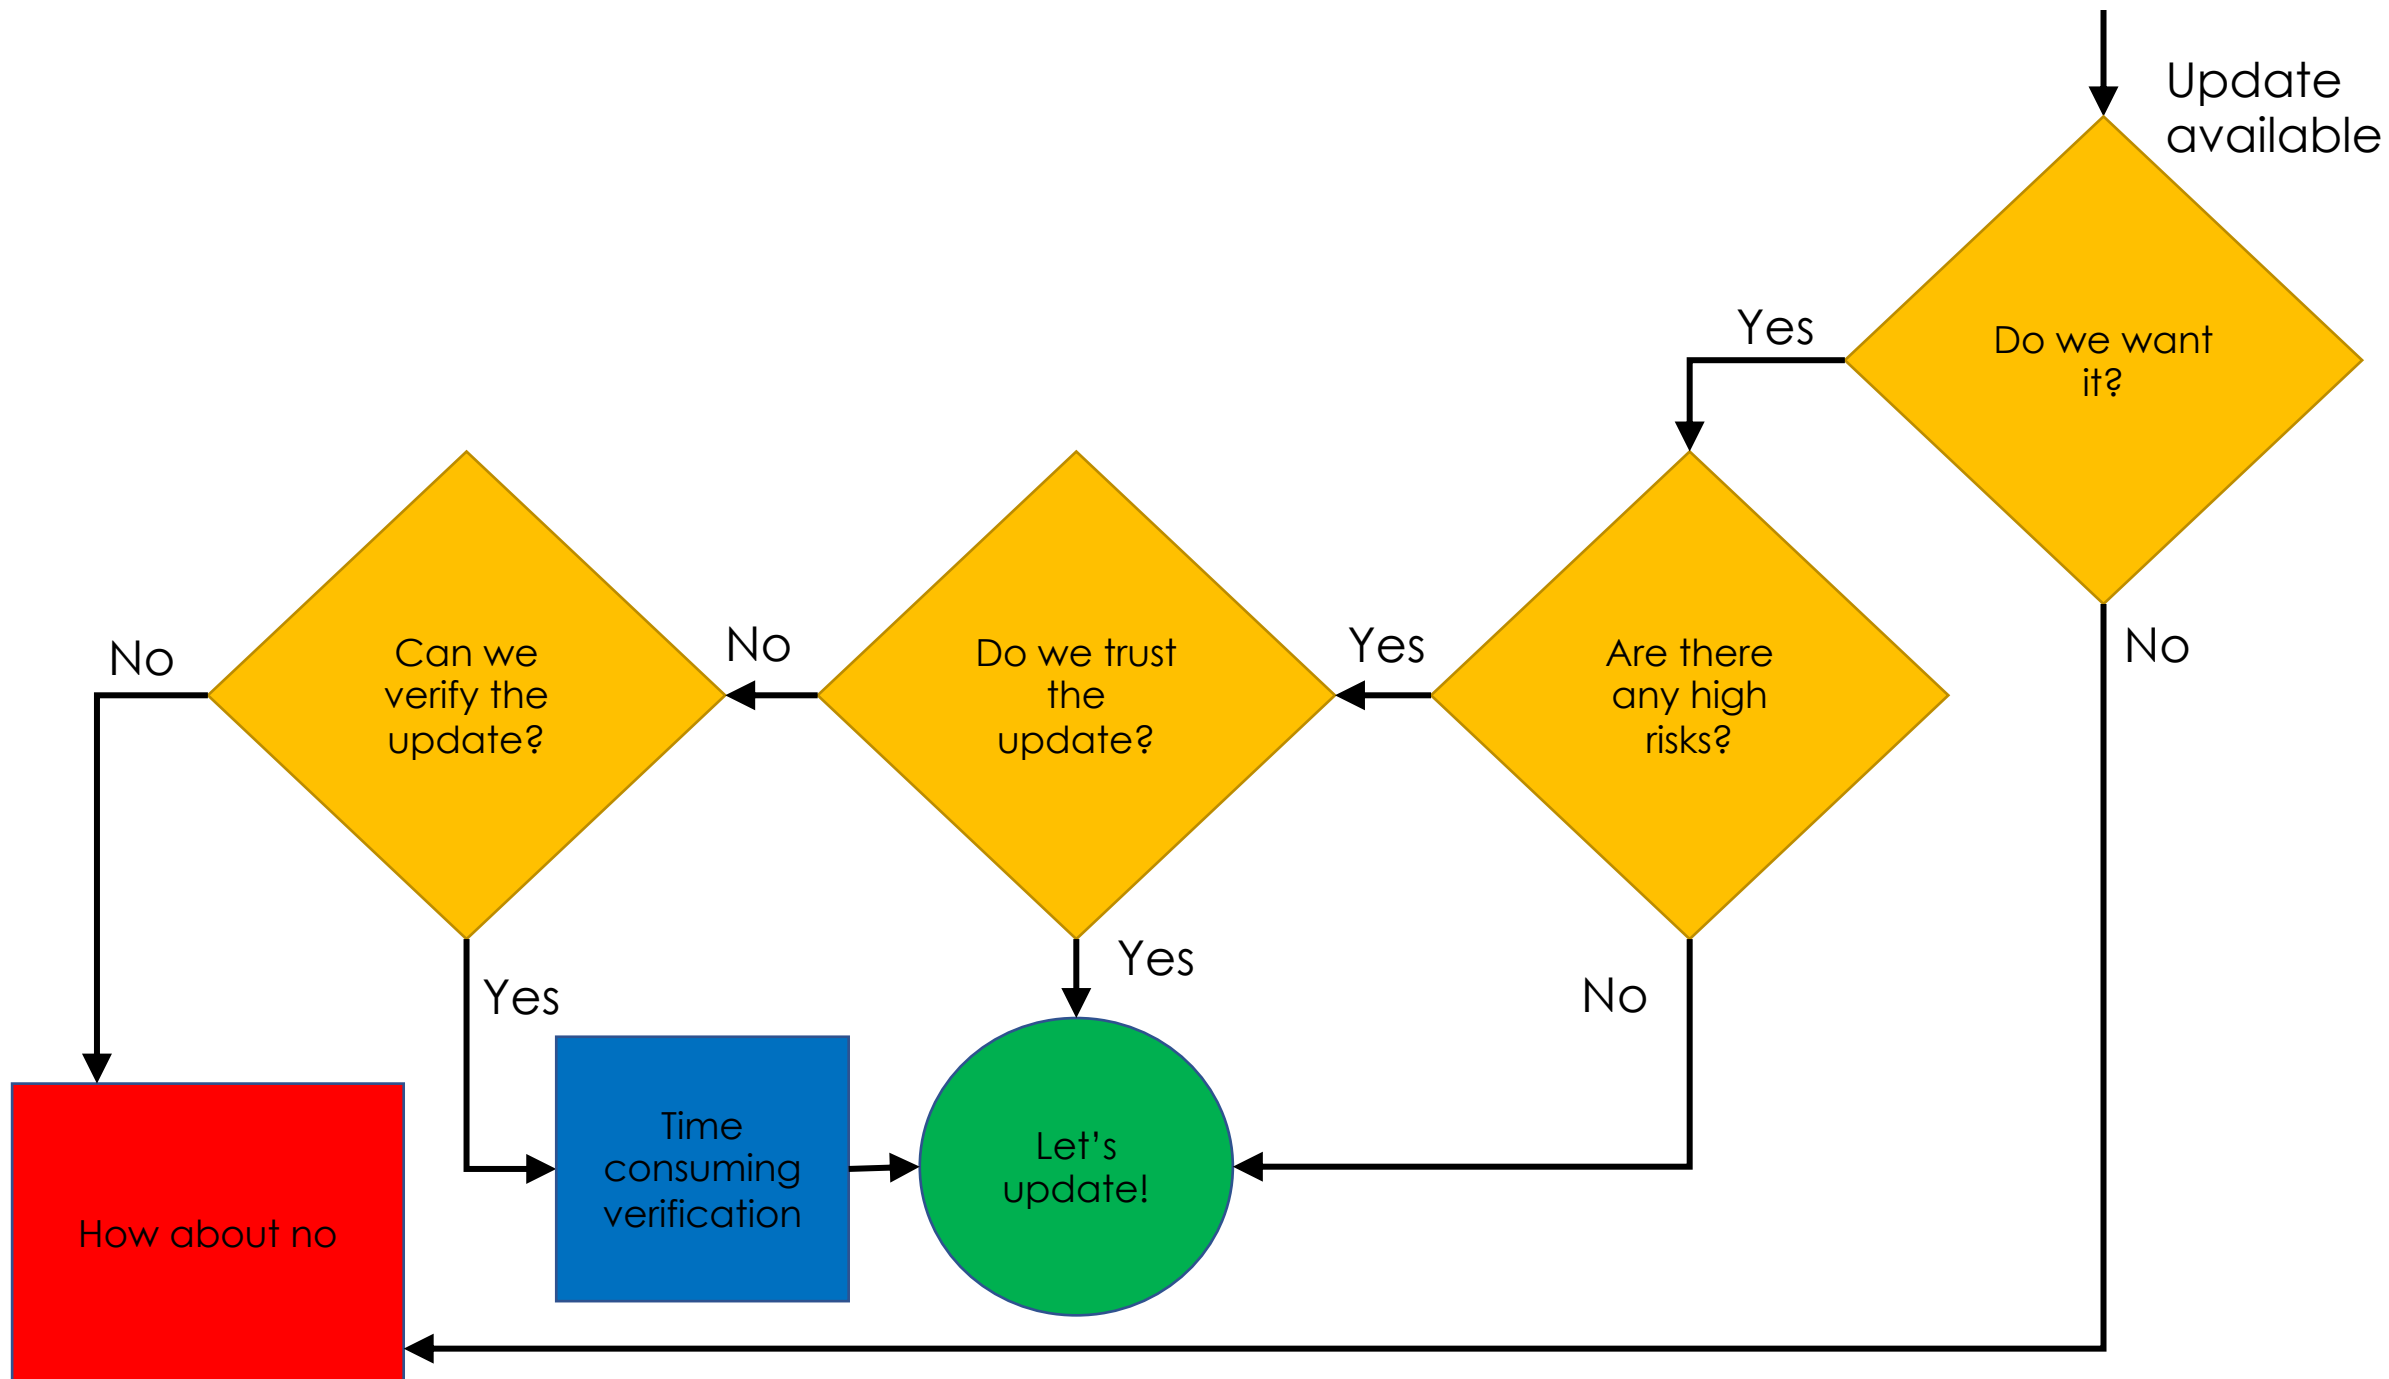 Update
available
Do we want
it?
Yes
No
Are there
any high
risks?
Yes
No
Do we trust
the
update?
No
Yes
Can we
verify the
update?
No
Yes
Time
consuming
verification
Let's
update!
How about no